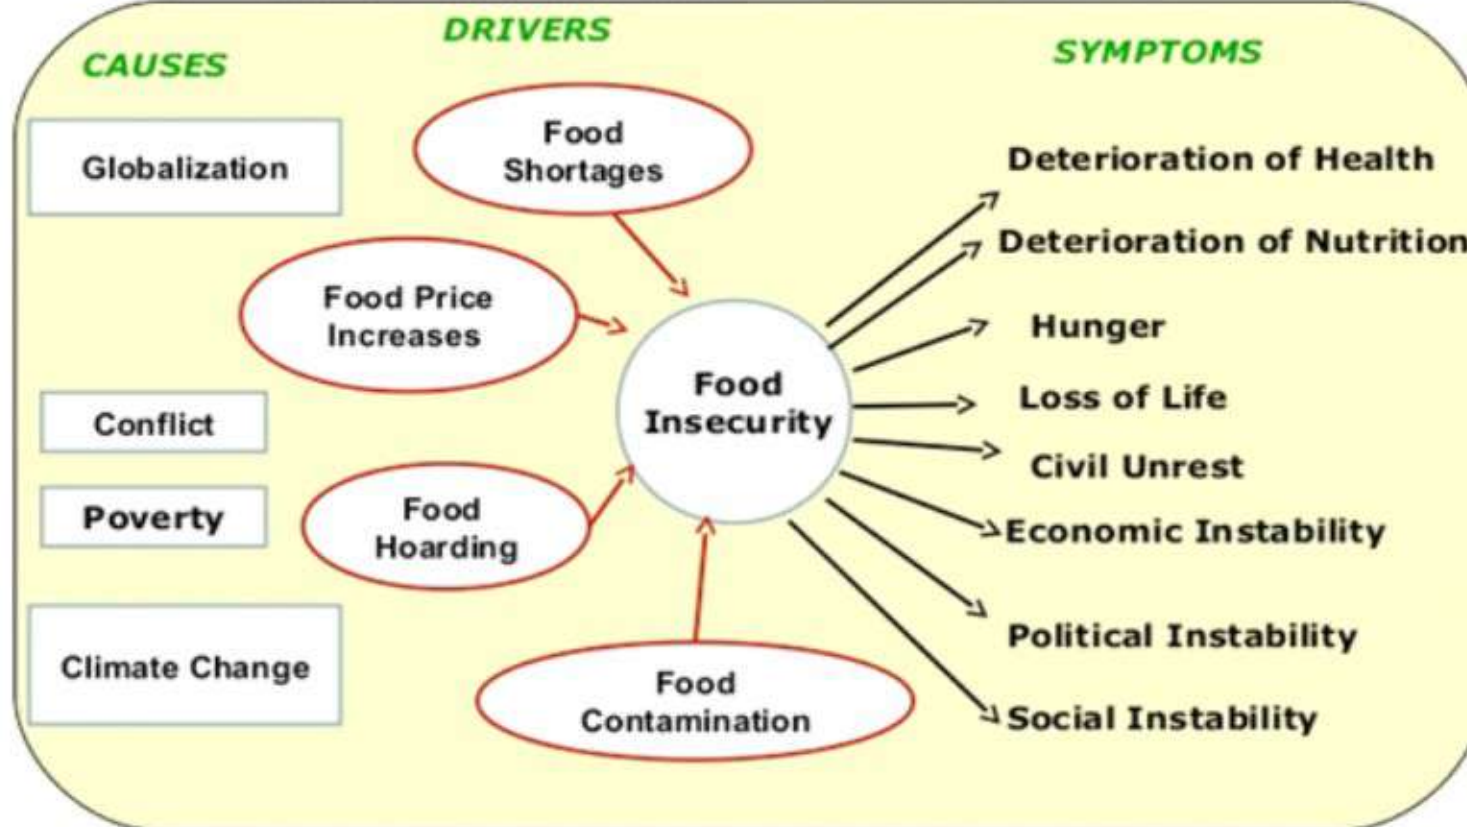 CAUSES
DRIVERS
SYMPTOMS
Globalization
Conflict
Poverty
Climate Change
Food
Shortages
Food Price
Increases
Food
Hoarding
Food
Contamination
Food
Insecurity
Deterioration of Health
Deterioration of Nutrition
Hunger
Loss of Life
Civil Unrest
Economic Instability
Political Instability
Social Instability